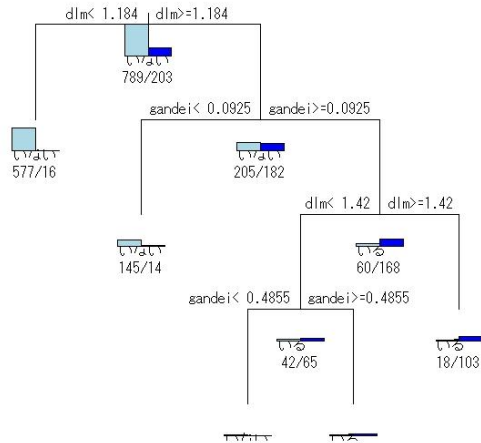 dlm< 1.184 dlm>=1.184
いない
789/203
gandei< 0.0925 gandei>=0.0925
いない いない
577/16 205/182
dlm< 1.42 dlm>=1.42
いない いる
145/14 60/168
gandei< 0.4855 gandei>=0.4855
いる いる
42/65 18/103